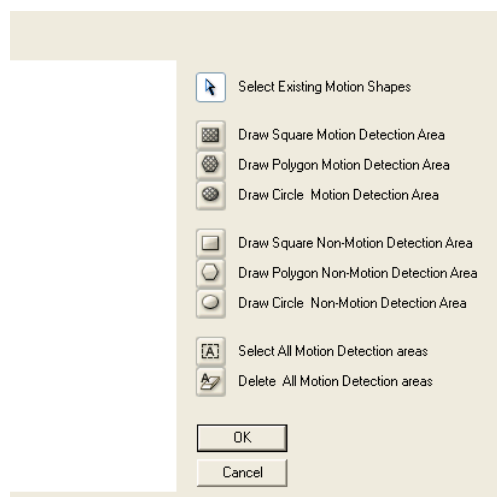 Select Existing Motion Shapes
Draw Square Motion Detection Area
Draw Polygon Motion Detection Area
Draw Circle Motion Detection Area
Draw Square Non-Motion Detection Area
Draw Polygon Non-Motion Detection Area
Draw Circle Non-Motion Detection Area
A Select All Motion Detection areas
A Delete All Motion Detection areas
OK
Cancel